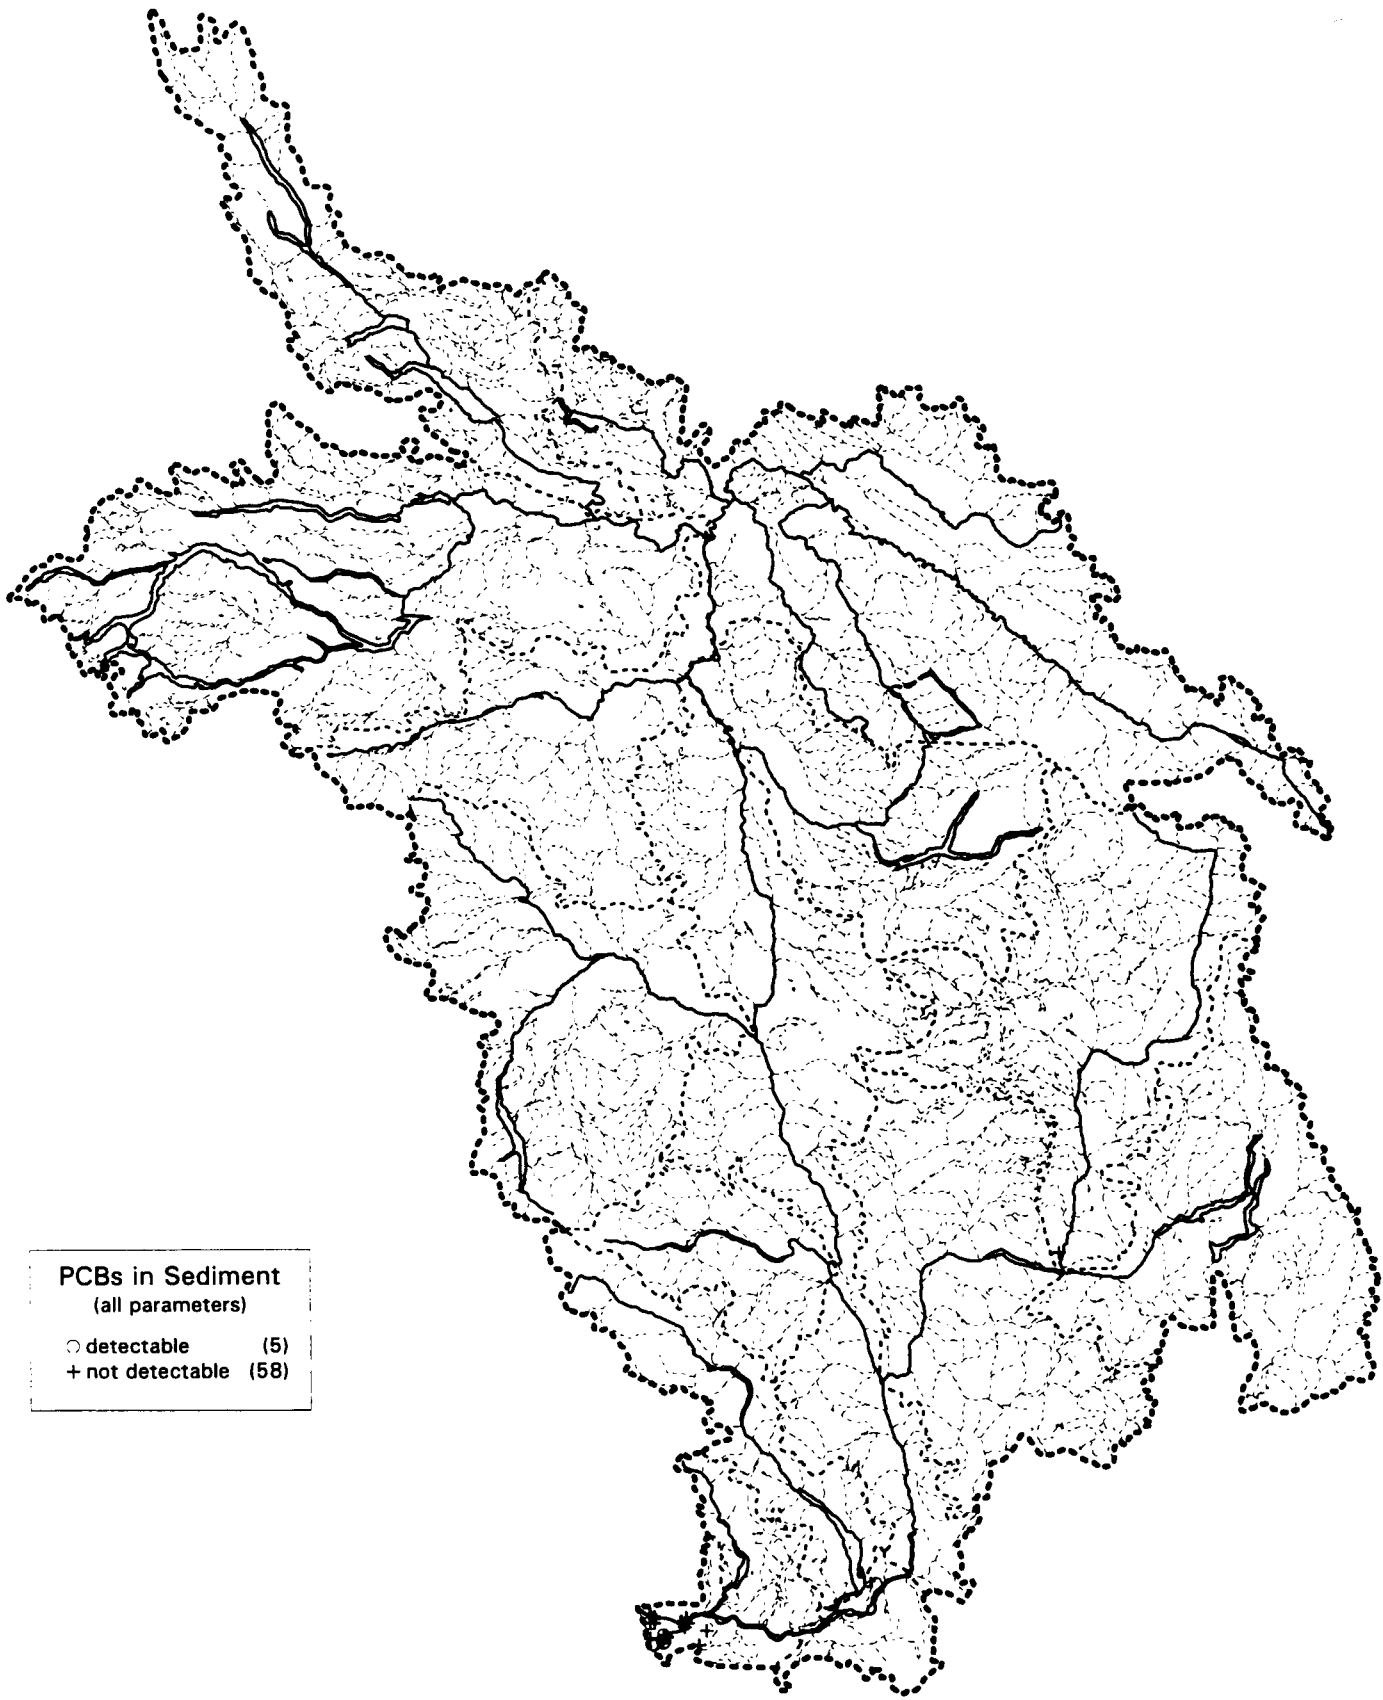 PCBs in Sediment
(all parameters)
○ detectable (5)
+ not detectable (58)